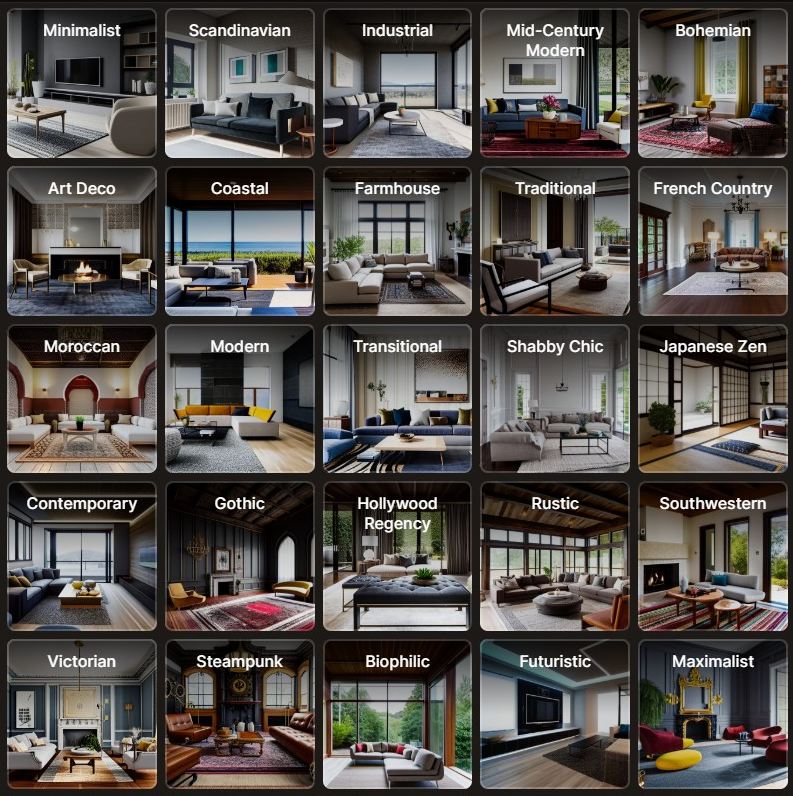 Minimalist
Scandinavian
Industrial
Mid-Century
Modern
Bohemian
Art Deco
Coastal
Farmhouse
Traditional
French Country
Moroccan
Modern
Transitional
Shabby Chic
Japanese Zen
Contemporary
Gothic
Hollywood
Regency
Rustic
Southwestern
Victorian
Steampunk
Biophilic
Futuristic
Maximalist